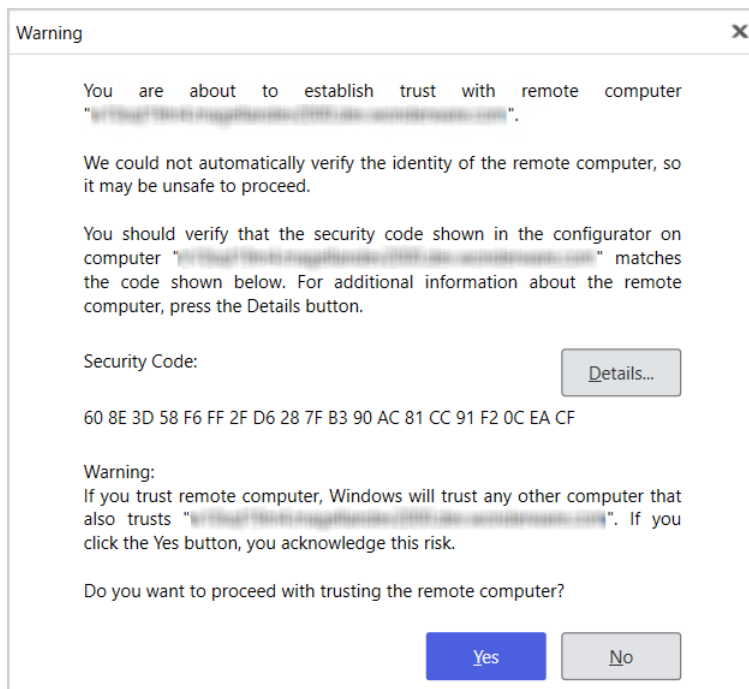 Warning
You are about to establish trust with remote computer
" ".
We could not automatically verify the identity of the remote computer, so
it may be unsafe to proceed.
You should verify that the security code shown in the configurator on
computer " " matches
the code shown below. For additional information about the remote
computer, press the Details button.
Security Code:
Details...
60 8E 3D 58 F6 FF 2F D6 28 7F B3 90 AC 81 CC 91 F2 0C EA CF
Warning:
If you trust remote computer, Windows will trust any other computer that
also trusts " ". If you
click the Yes button, you acknowledge this risk.
Do you want to proceed with trusting the remote computer?
Yes
No